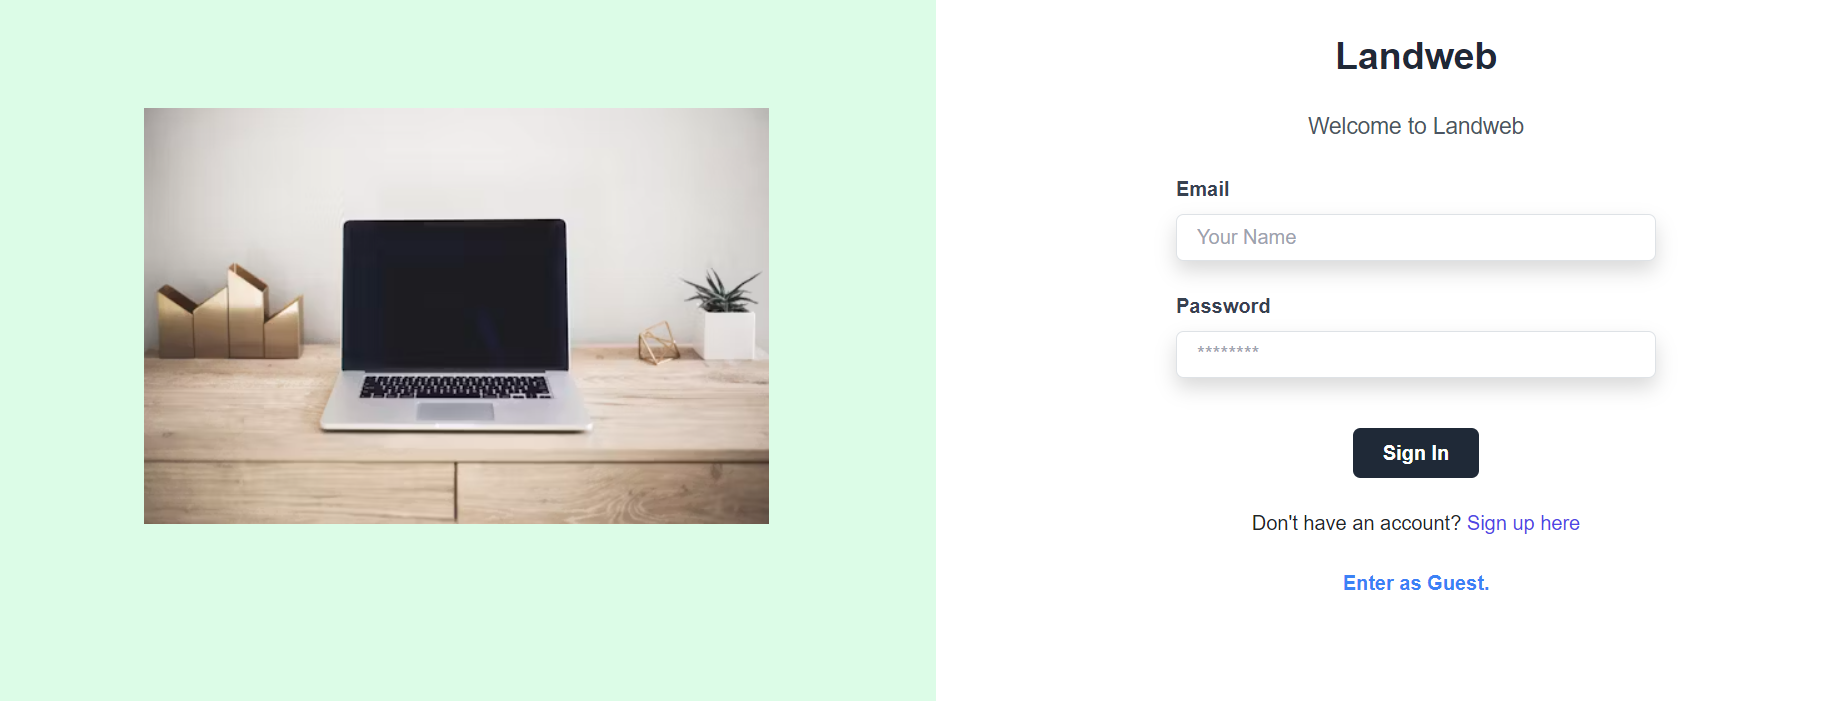 Landweb
Welcome to Landweb
Email
Your Name
Password
********
Sign In
Don't have an account? Sign up here
Enter as Guest.